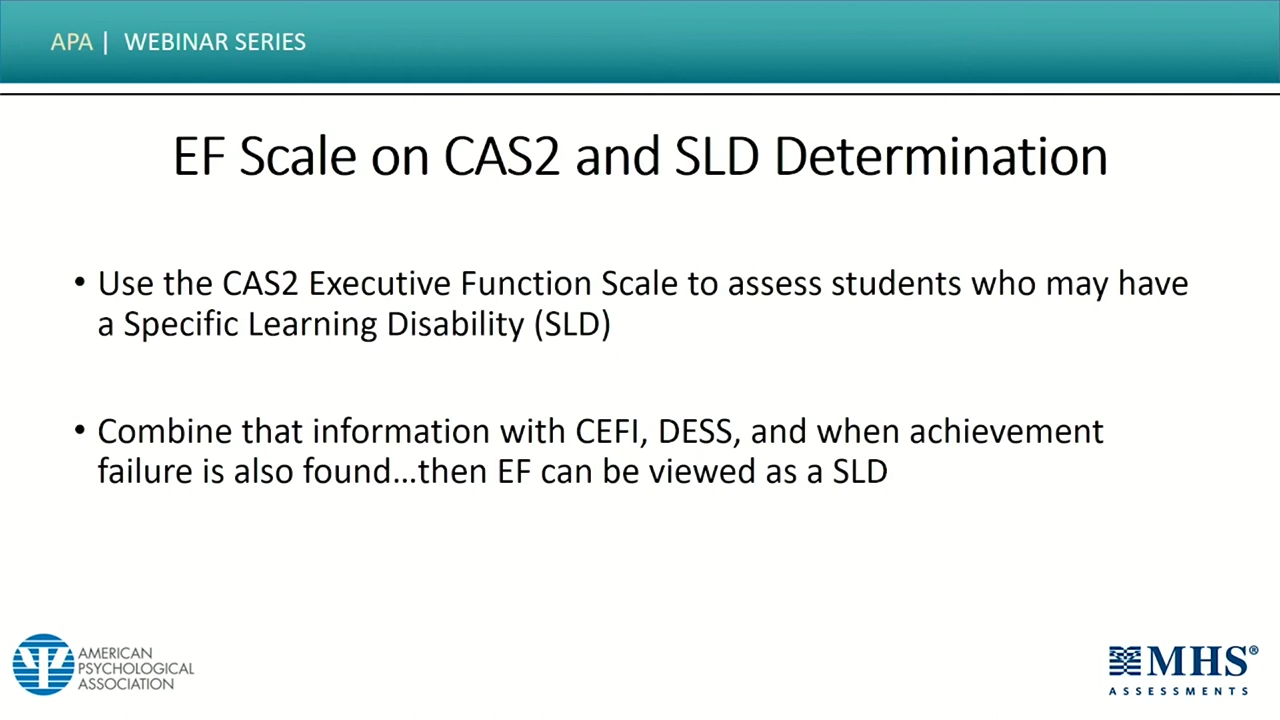 APA | WEBINAR SERIES
EF Scale on CAS2 and SLD Determination
• Use the CAS2 Executive Function Scale to assess students who may have
a Specific Learning Disability (SLD)
• Combine that information with CEFI, DESS, and when achievement
failure is also found...then EF can be viewed as a SLD
AMERICAN
PSYCHOLOGICAL
ASSOCIATION
MHS®
ASSESSMENTS